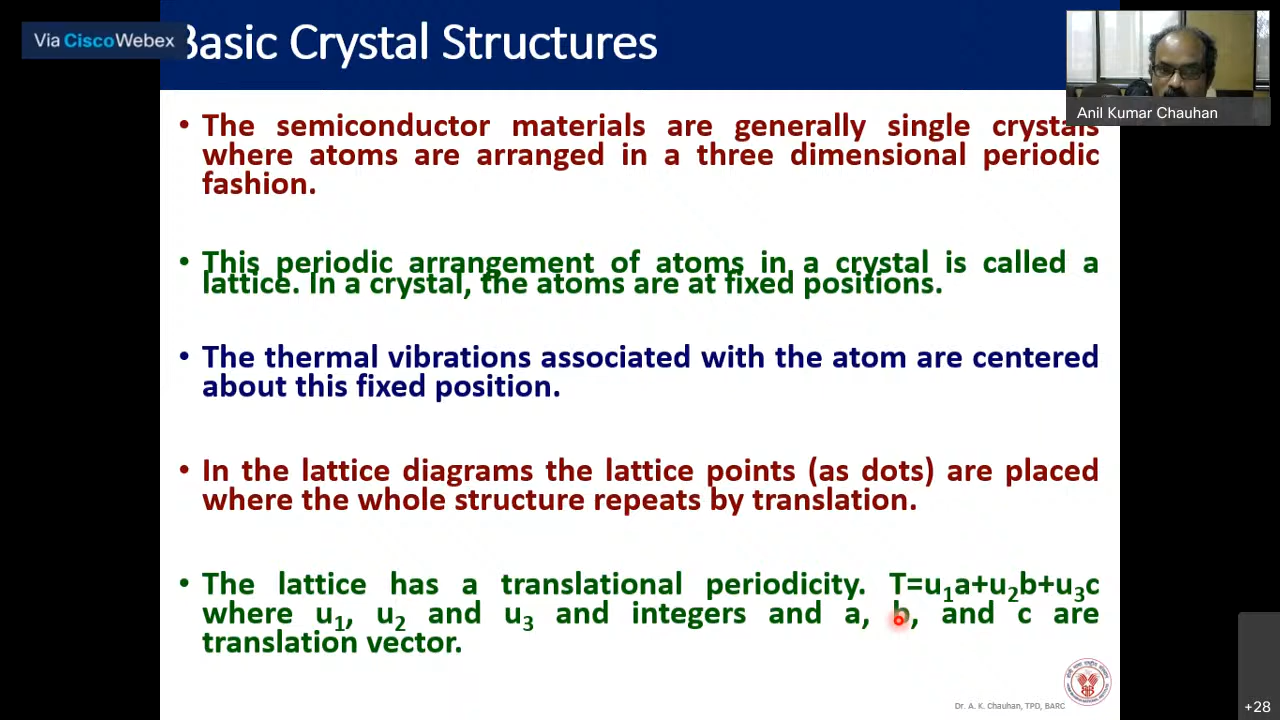 Via Cisco Webex
Basic Crystal Structures
Anil Kumar Chauhan
• The semiconductor materials are generally single crystals
where atoms are arranged in a three dimensional periodic
fashion.
• This periodic arrangement of atoms in a crystal is called a
lattice. In a crystal, the atoms are at fixed positions.
• The thermal vibrations associated with the atom are centered
about this fixed position.
• In the lattice diagrams the lattice points (as dots) are placed
where the whole structure repeats by translation.
• The lattice has a translational periodicity. T=u₁a+u₂b+u₃c
where u₁, u₂ and u₃ and integers and a, b, and c are
translation vector.
Dr. A. K. Chauhan, TPD, BARC
+28